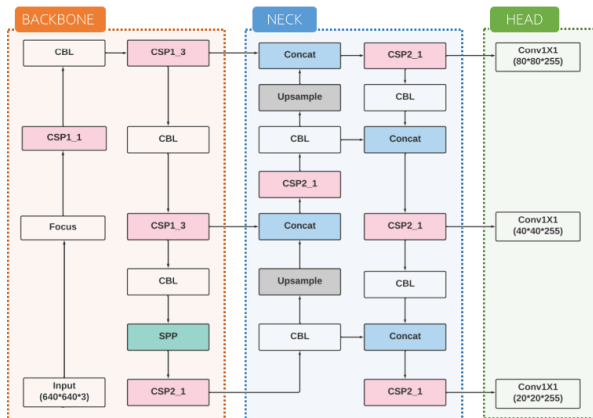 BACKBONE
NECK
HEAD
CBL
CSP1_3
Concat
CSP2_1
Conv1X1
(80*80*255)
Upsample
CBL
CSP1_1
CBL
CBL
Concat
CSP2_1
Focus
CSP1_3
Concat
CSP2_1
Conv1X1
(40*40*255)
CBL
Upsample
CBL
SPP
CBL
Concat
Input
(640*640*3)
CSP2_1
CSP2_1
Conv1X1
(20*20*255)